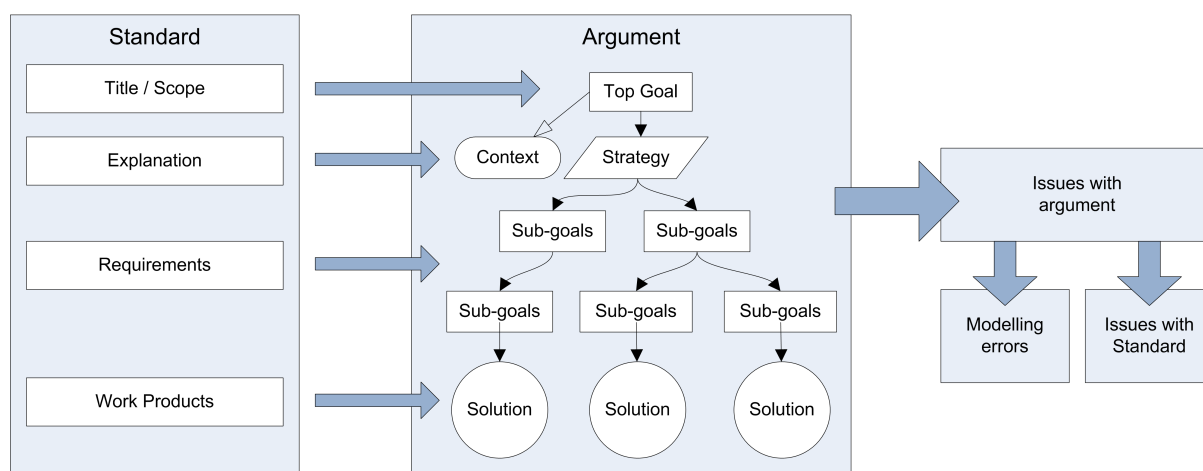 Standard
Title / Scope
Explanation
Requirements
Work Products
Argument
Top Goal
Context
Strategy
Sub-goals
Sub-goals
Sub-goals
Sub-goals
Sub-goals
Solution
Solution
Solution
Issues with
argument
Modelling
errors
Issues with
Standard